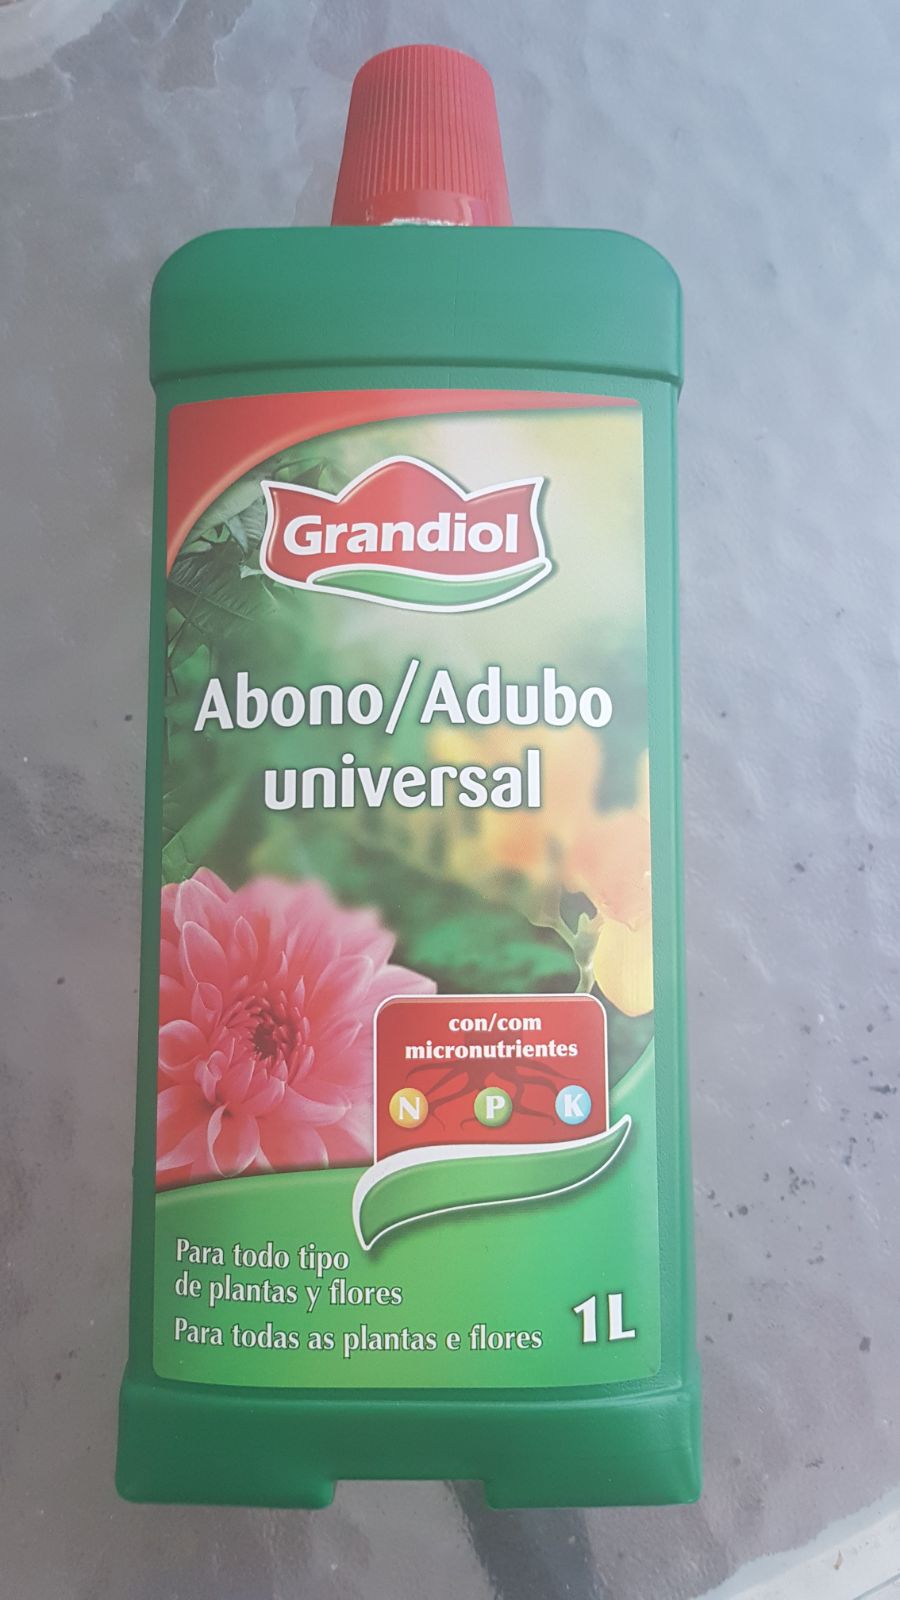 Grandiol
Abono/Adubo
universal
con/com
micronutrientes
N P K
Para todo tipo
de plantas y flores
Para todas as plantas e flores
1L